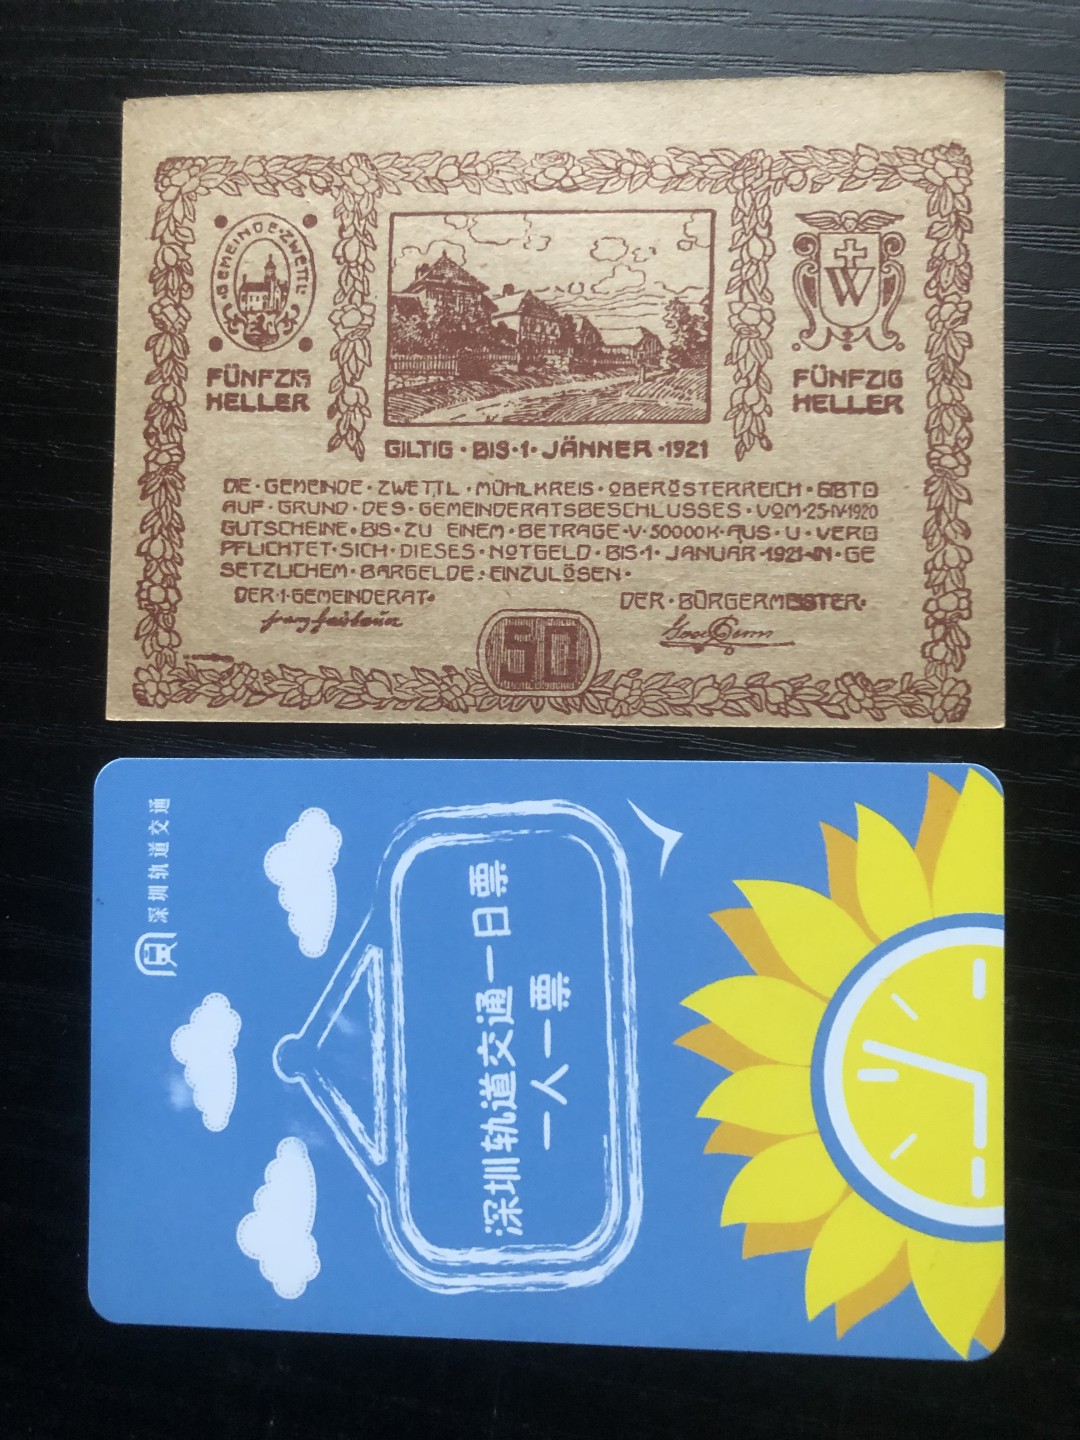 GEMEINDE·ZWETTL
FÜNFZIG
HELLER
W
FÜNFZIG
HELLER
GILTIG·BIS·1·JÄNNER·1921
DIE·GEMEINDE·ZWETTL·MÜHLKREIS·OBERÖSTERREICH·GIBT
AUF·GRUND·DES·GEMEINDERATSBESCHLUSSES·VOM·25·IV·1920
GUTSCHEINE·BIS·ZU EINEM·BETRAGE·V·50000K·AUS·U·VER
PFLICHTET·SICH·DIESES·NOTGELD·BIS·1·JANUAR·1921·IN·GE
SETZLICHEM·BARGELDE:EINZULÖSEN·
DER·1·GEMEINDERAT·
DER·BÜRGERMEISTER·
50
深圳轨道交通
深圳轨道交通一日票
一人一票